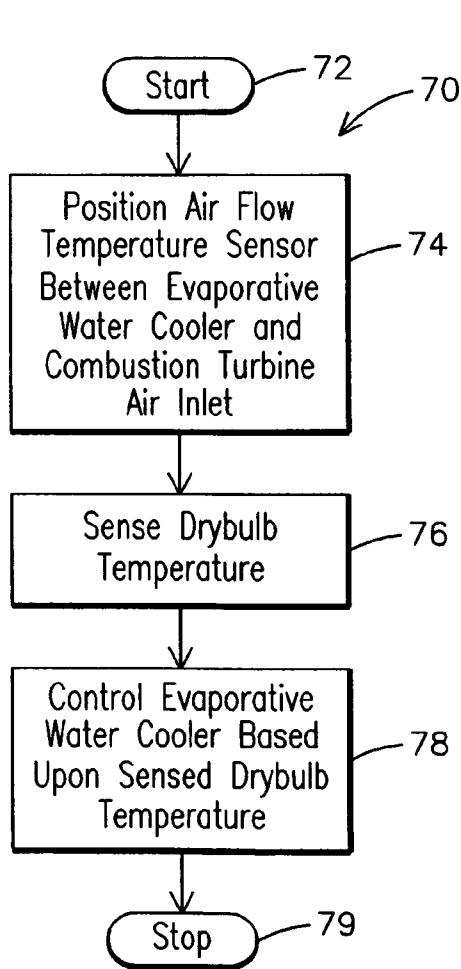 Start
72
70
Position Air Flow
Temperature Sensor
Between Evaporative
Water Cooler and
Combustion Turbine
Air Inlet
74
Sense Drybulb
Temperature
76
Control Evaporative
Water Cooler Based
Upon Sensed Drybulb
Temperature
78
Stop
79